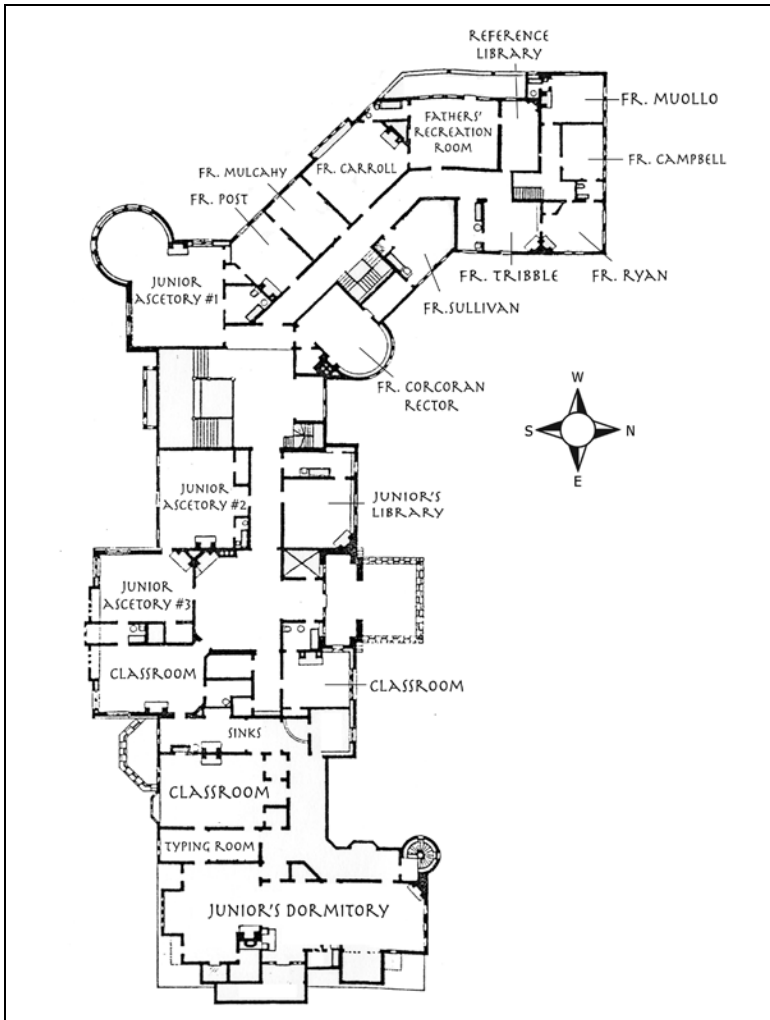 REFERENCE
LIBRARY
FR. MUOLLO
FATHERS'
RECREATION
ROOM
FR. CAMPBELL
FR. MULCAHY
FR. CARROLL
FR. POST
FR. TRIBBLE
FR. RYAN
JUNIOR
ASCETORY #1
FR.SULLIVAN
FR. CORCORAN
RECTOR
W
S
N
E
JUNIOR
ASCETORY #2
JUNIOR'S
LIBRARY
JUNIOR
ASCETORY #3
CLASSROOM
CLASSROOM
SINKS
CLASSROOM
TYPING ROOM
JUNIOR'S DORMITORY